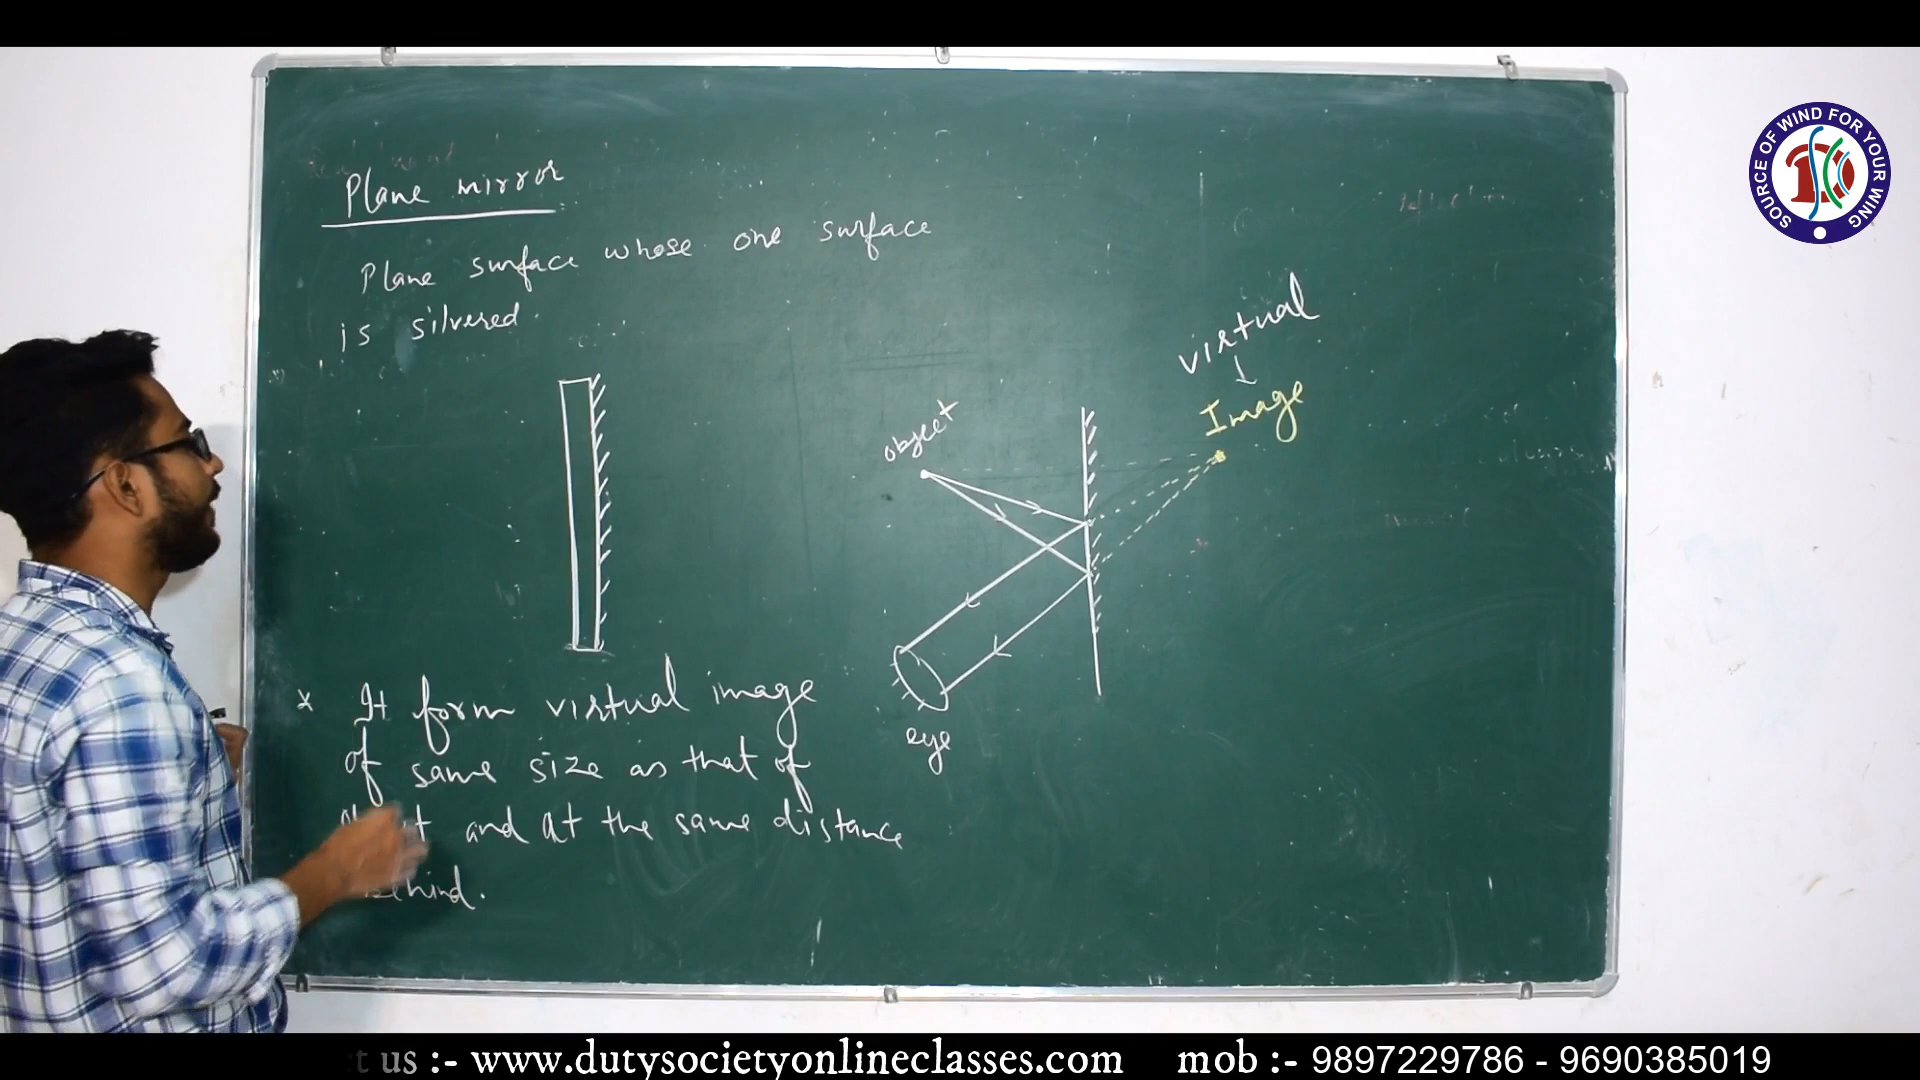 Plane mirror
Plane surface whose one surface
is silvered.
virtual
Image
object
eye
* It form virtual image
of same size as that of
and at the same distance
behind.
SOURCE OF WIND FOR YOUR WING
us :- www.dutysocietyonlineclasses.com mob :- 9897229786 - 9690385019